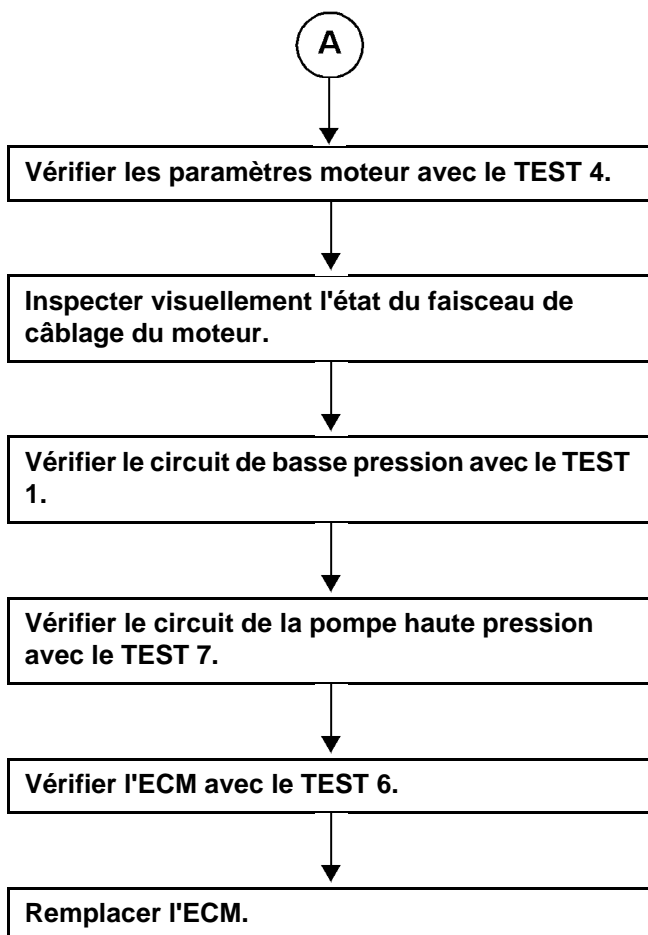 A
Vérifier les paramètres moteur avec le TEST 4.
Inspecter visuellement l'état du faisceau de
câblage du moteur.
Vérifier le circuit de basse pression avec le TEST
1.
Vérifier le circuit de la pompe haute pression
avec le TEST 7.
Vérifier l'ECM avec le TEST 6.
Remplacer l'ECM.